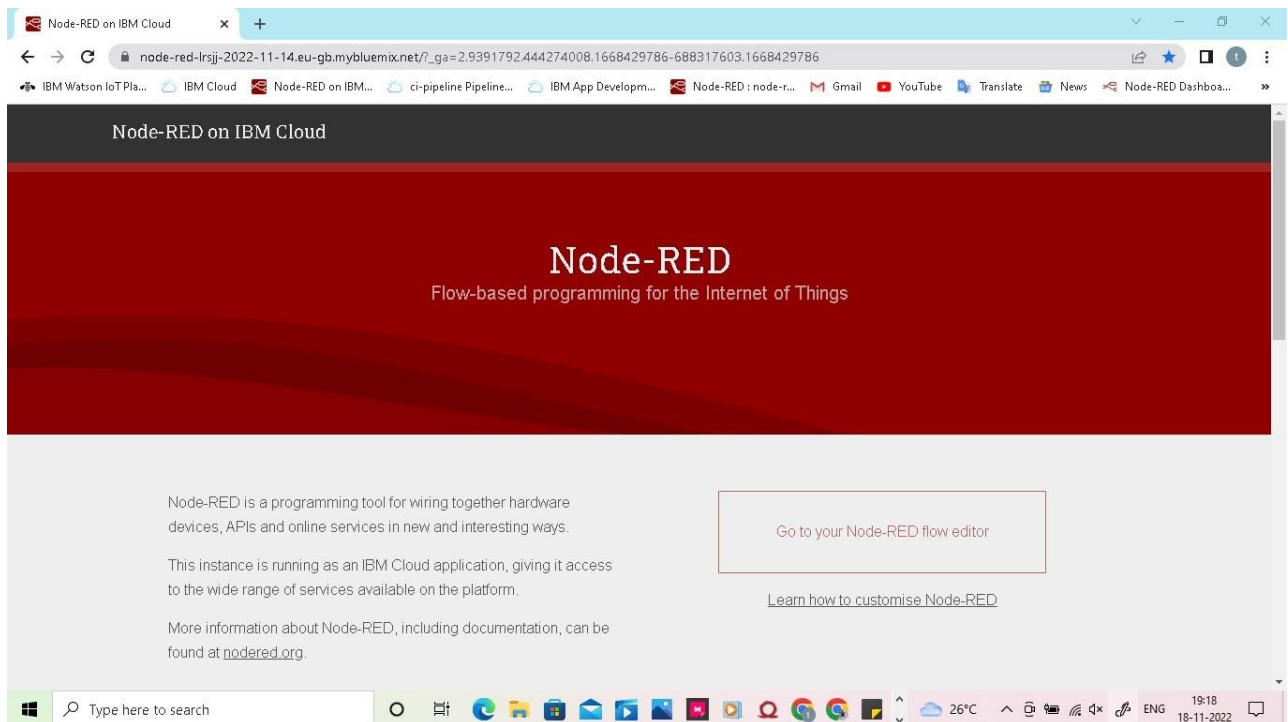 Node-RED on IBM Cloud
node-red-lrsjj-2022-11-14.eu-gb.mybluemix.net/?_ga=2.9391792.444274008.1668429786-688317603.1668429786
t
IBM Watson IoT Pla... IBM Cloud Node-RED on IBM... ci-pipeline Pipeline... IBM App Developm... Node-RED : node-r... Gmail YouTube Translate News Node-RED Dashboa... »
Node-RED on IBM Cloud
Node-RED
Flow-based programming for the Internet of Things
Node-RED is a programming tool for wiring together hardware
devices, APIs and online services in new and interesting ways.
This instance is running as an IBM Cloud application, giving it access
to the wide range of services available on the platform.
More information about Node-RED, including documentation, can be
found at nodered.org.
Go to your Node-RED flow editor
Learn how to customise Node-RED
Type here to search
26°C
ENG
19:18
18-11-2022